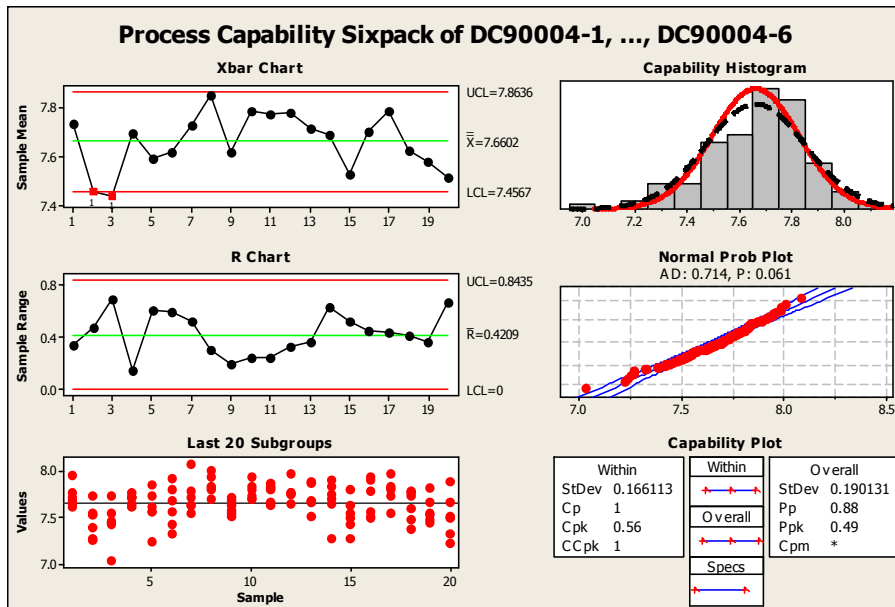 Process Capability Sixpack of DC90004-1, ..., DC90004-6
Xbar Chart
Sample Mean
7.8
7.6
7.4
1 3 5 7 9 11 13 15 17 19
1 1
UCL=7.8636
X=7.6602
LCL=7.4567
Capability Histogram
7.0 7.2 7.4 7.6 7.8 8.0
R Chart
Sample Range
0.8
0.4
0.0
1 3 5 7 9 11 13 15 17 19
UCL=0.8435
R=0.4209
LCL=0
Normal Prob Plot
AD: 0.714, P: 0.061
7.0 7.5 8.0 8.5
Last 20 Subgroups
Values
8.0
7.5
7.0
5 10 15 20
Sample
Capability Plot
Within
StDev 0.166113
Cp 1
Cpk 0.56
CCpk 1
Within
Overall
Specs
Overall
StDev 0.190131
Pp 0.88
Ppk 0.49
Cpm *